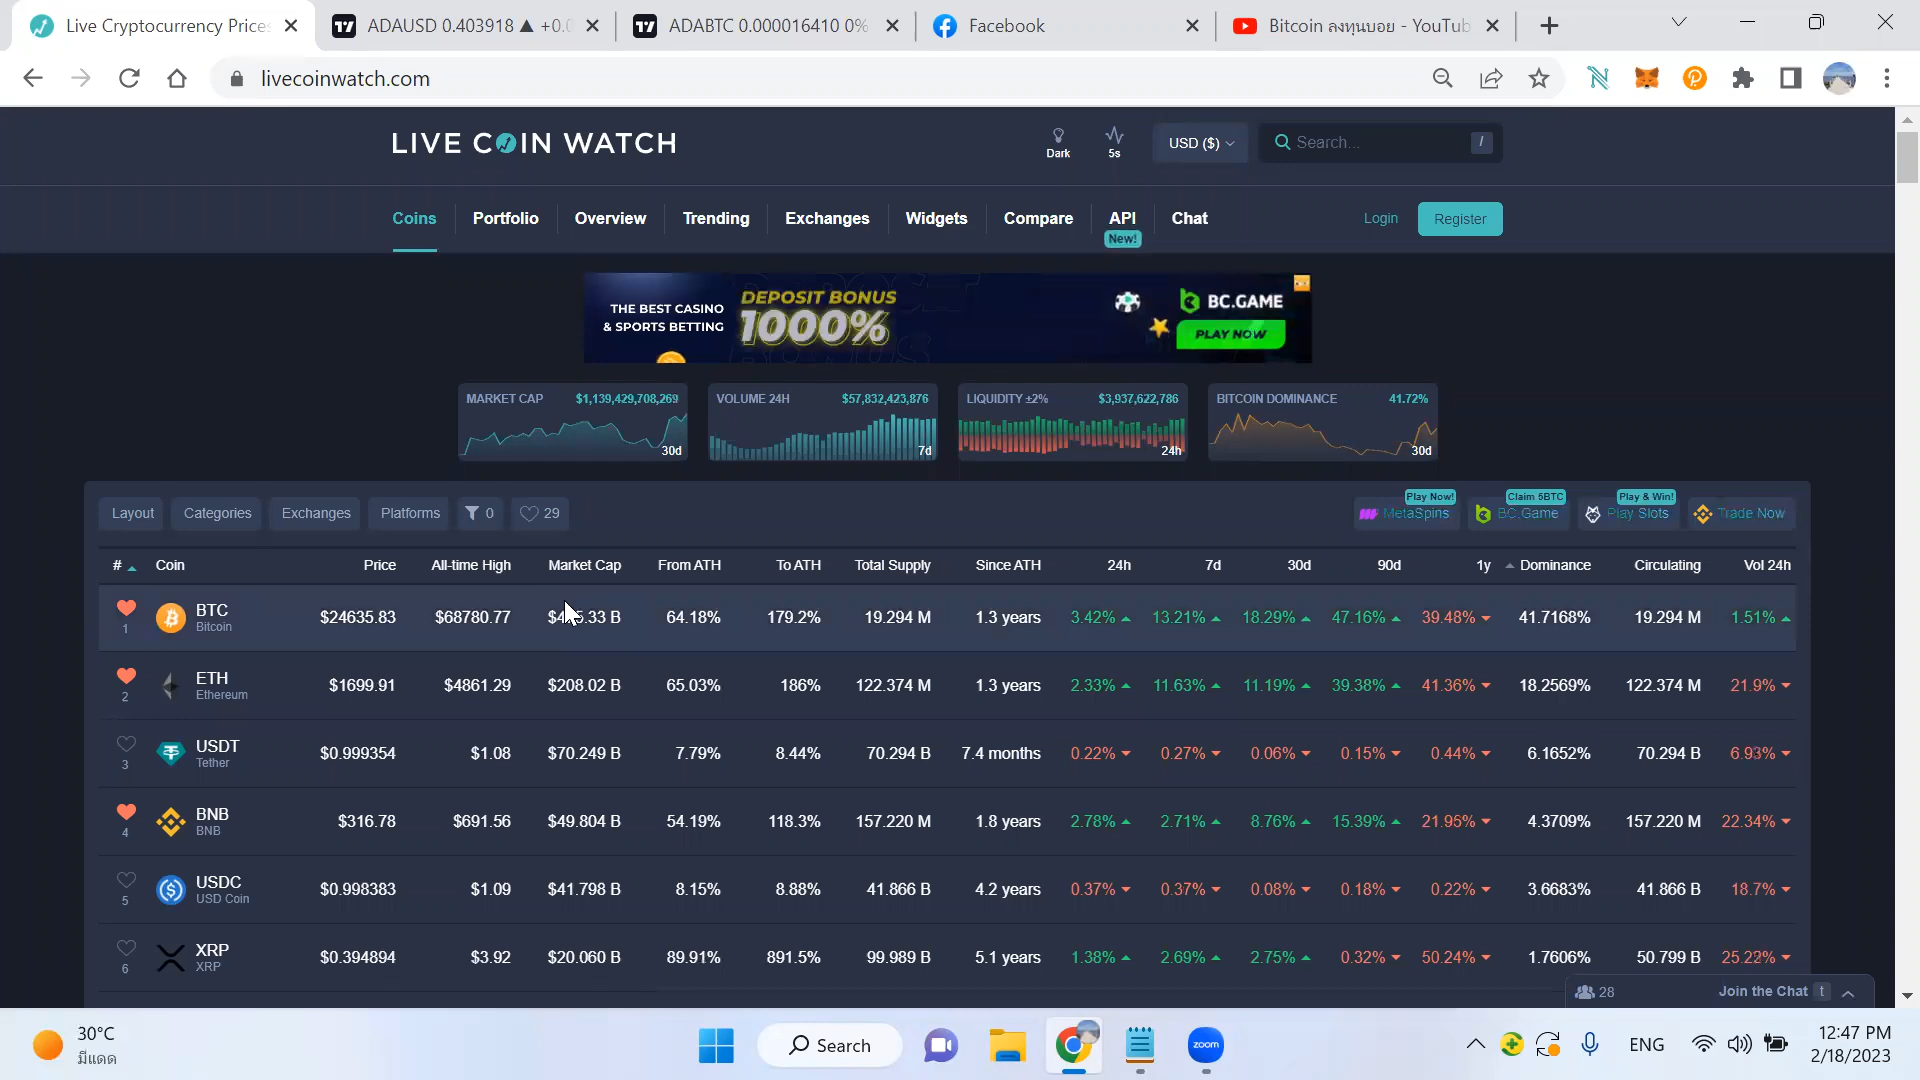 Live Cryptocurrency Prices
ADAUSD 0.403918 ▲ +0.0
ADABTC 0.000016410 0%
Facebook
Bitcoin ลงทุนบอย - YouTub
livecoinwatch.com
LIVE COIN WATCH
Dark
5s
USD ($)
Search...
/
Coins
Portfolio
Overview
Trending
Exchanges
Widgets
Compare
API
New!
Chat
Login
Register
THE BEST CASINO
& SPORTS BETTING
DEPOSIT BONUS
1000%
BC.GAME
PLAY NOW
MARKET CAP $1,139,429,708,269
30d
VOLUME 24H $57,832,423,876
7d
LIQUIDITY ±2% $3,937,622,786
24h
BITCOIN DOMINANCE 41.72%
30d
Layout
Categories
Exchanges
Platforms
0
29
Play Now!
MetaSpins
Claim 5BTC
BC.Game
Play & Win!
Play Slots
Trade Now
# Coin Price All-time High Market Cap From ATH To ATH Total Supply Since ATH 24h 7d 30d 90d 1y Dominance Circulating Vol 24h
1 BTC Bitcoin $24635.83 $68780.77 5.33 B 64.18% 179.2% 19.294 M 1.3 years 3.42% 13.21% 18.29% 47.16% 39.48% 41.7168% 19.294 M 1.51%
2 ETH Ethereum $1699.91 $4861.29 $208.02 B 65.03% 186% 122.374 M 1.3 years 2.33% 11.63% 11.19% 39.38% 41.36% 18.2569% 122.374 M 21.9%
3 USDT Tether $0.999354 $1.08 $70.249 B 7.79% 8.44% 70.294 B 7.4 months 0.22% 0.27% 0.06% 0.15% 0.44% 6.1652% 70.294 B 6.93%
4 BNB BNB $316.78 $691.56 $49.804 B 54.19% 118.3% 157.220 M 1.8 years 2.78% 2.71% 8.76% 15.39% 21.95% 4.3709% 157.220 M 22.34%
5 USDC USD Coin $0.998383 $1.09 $41.798 B 8.15% 8.88% 41.866 B 4.2 years 0.37% 0.37% 0.08% 0.18% 0.22% 3.6683% 41.866 B 18.7%
6 XRP XRP $0.394894 $3.92 $20.060 B 89.91% 891.5% 99.989 B 5.1 years 1.38% 2.69% 2.75% 0.32% 50.24% 1.7606% 50.799 B 25.22%
28
Join the Chat
t
30°C
มีแดด
Search
zoom
ENG
12:47 PM
2/18/2023